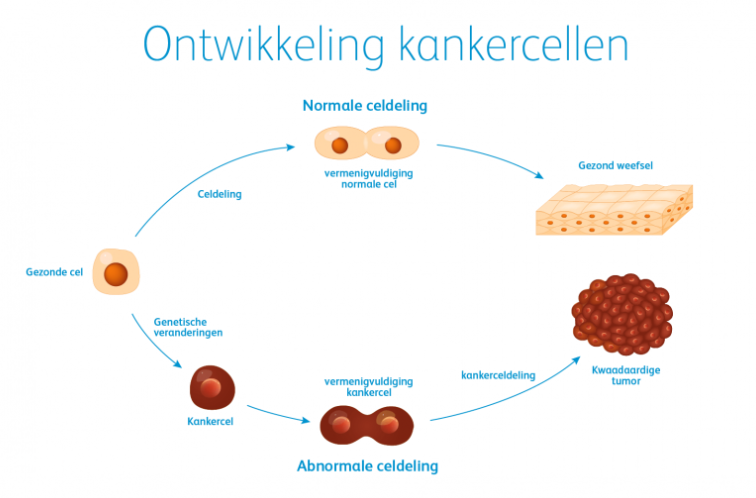 Ontwikkeling kankercellen
Normale celdeling
vermenigvuldiging
normale cel
Gezond weefsel
Celdeling
Gezonde cel
Genetische
veranderingen
Kankercel
vermenigvuldiging
kankercel
kankerceldeling
Kwaadaardige
tumor
Abnormale celdeling